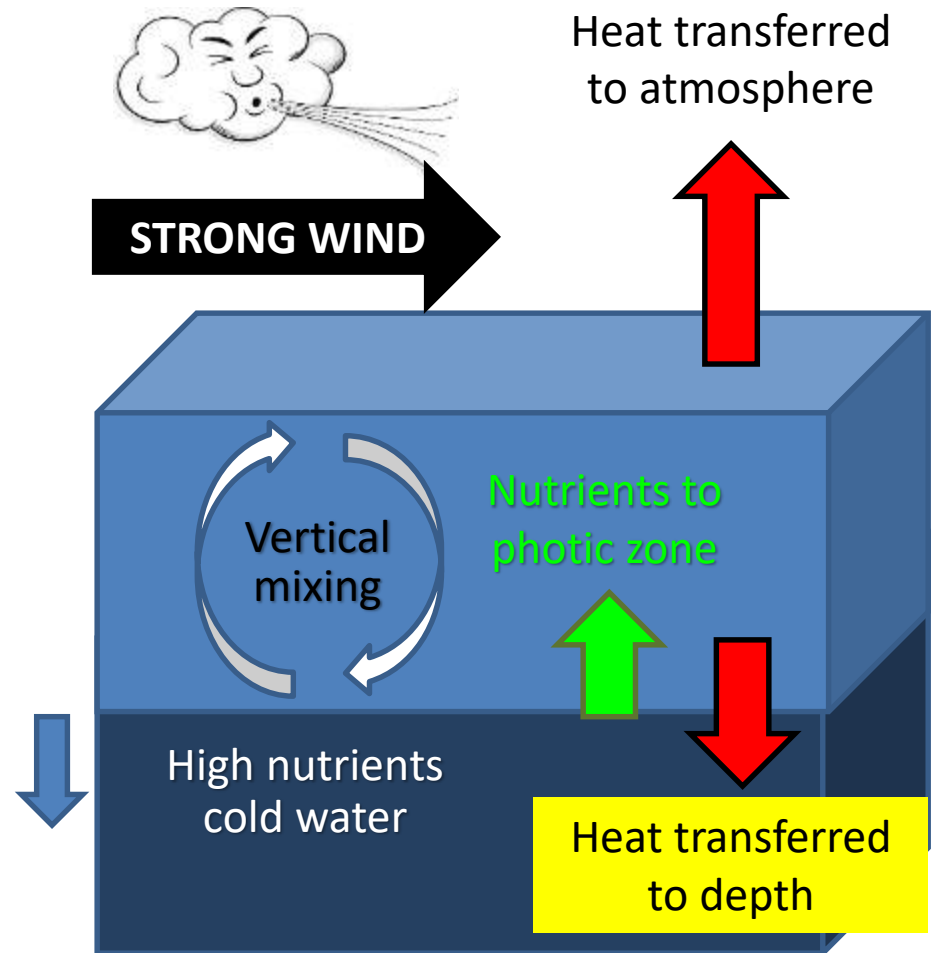 Heat transferred
to atmosphere
STRONG WIND
Nutrients to
photic zone
Vertical
mixing
High nutrients
cold water
Heat transferred
to depth